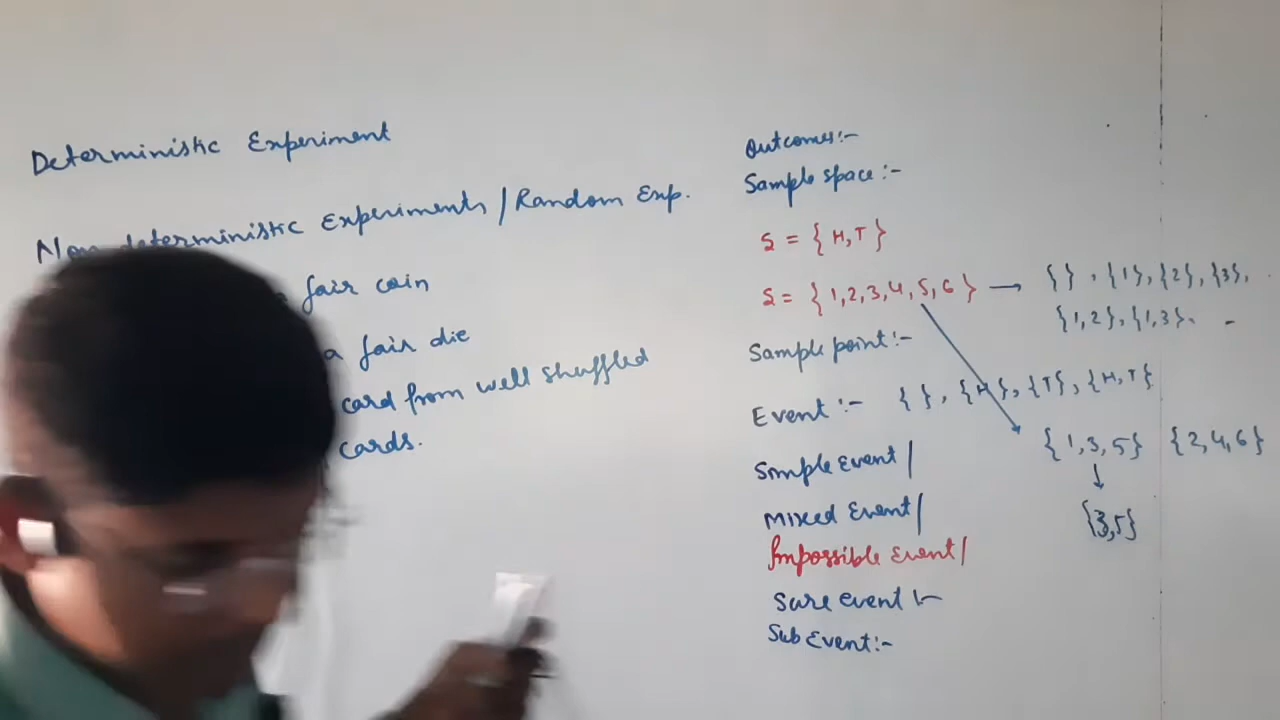 Deterministic Experiment
deterministic Experiments / Random Exp.
fair coin
a fair die
card from well shuffled
cards.
Outcomes:-
Sample space:-
S = { H, T }
S = { 1, 2, 3, 4, 5, 6 } → { } , {1}, {2}, {3},
{1, 2}, {1, 3}. -
Sample point:-
Event:- { } , {H}, {T}, {H, T}
{ 1, 3, 5 } { 2, 4, 6 }
Simple Event /
Mixed Event / {3, 5}
Impossible Event /
Sure event :-
Sub Event:-